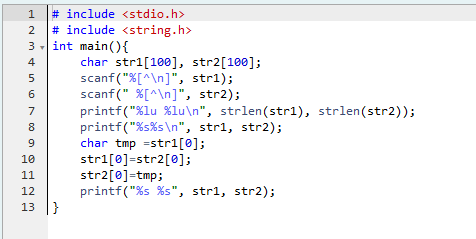 1 # include <stdio.h>
2 # include <string.h>
3 int main(){
4     char str1[100], str2[100];
5     scanf("%[^\n]", str1);
6     scanf(" %[^\n]", str2);
7     printf("%lu %lu\n", strlen(str1), strlen(str2));
8     printf("%s%s\n", str1, str2);
9     char tmp =str1[0];
10     str1[0]=str2[0];
11     str2[0]=tmp;
12     printf("%s %s", str1, str2);
13 }